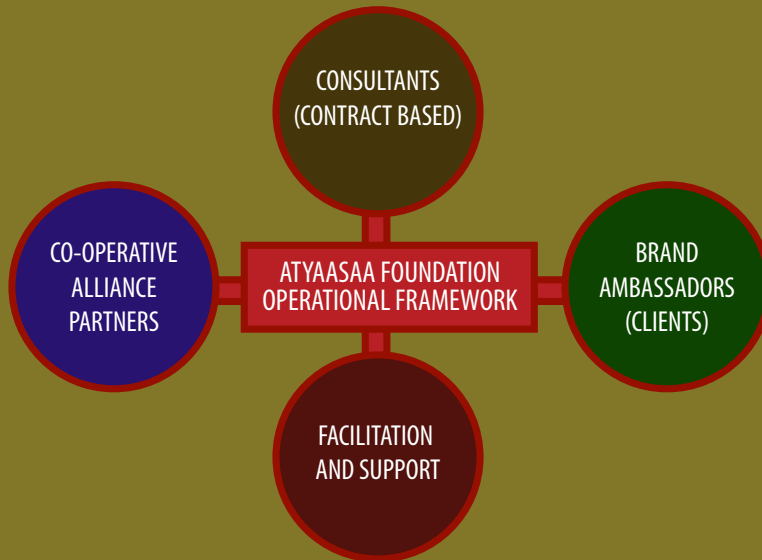 CONSULTANTS
(CONTRACT BASED)
CO-OPERATIVE
ALLIANCE
PARTNERS
ATYAASAA FOUNDATION
OPERATIONAL FRAMEWORK
BRAND
AMBASSADORS
(CLIENTS)
FACILITATION
AND SUPPORT